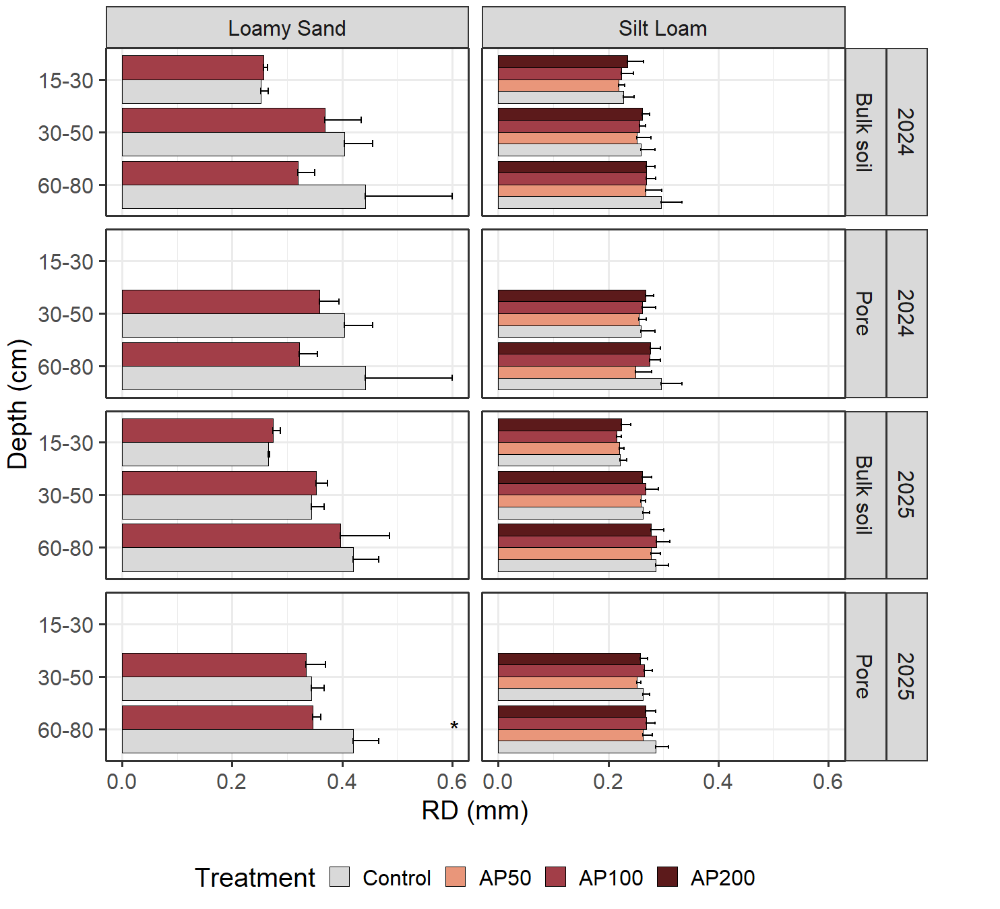 Loamy Sand Silt Loam
15-30
30-50
60-80
Bulk soil 2024
15-30
30-50
60-80
Pore 2024
Depth (cm)
15-30
30-50
60-80
Bulk soil 2025
15-30
30-50
60-80 *
Pore 2025
0.0 0.2 0.4 0.6 0.0 0.2 0.4 0.6
RD (mm)
Treatment Control AP50 AP100 AP200